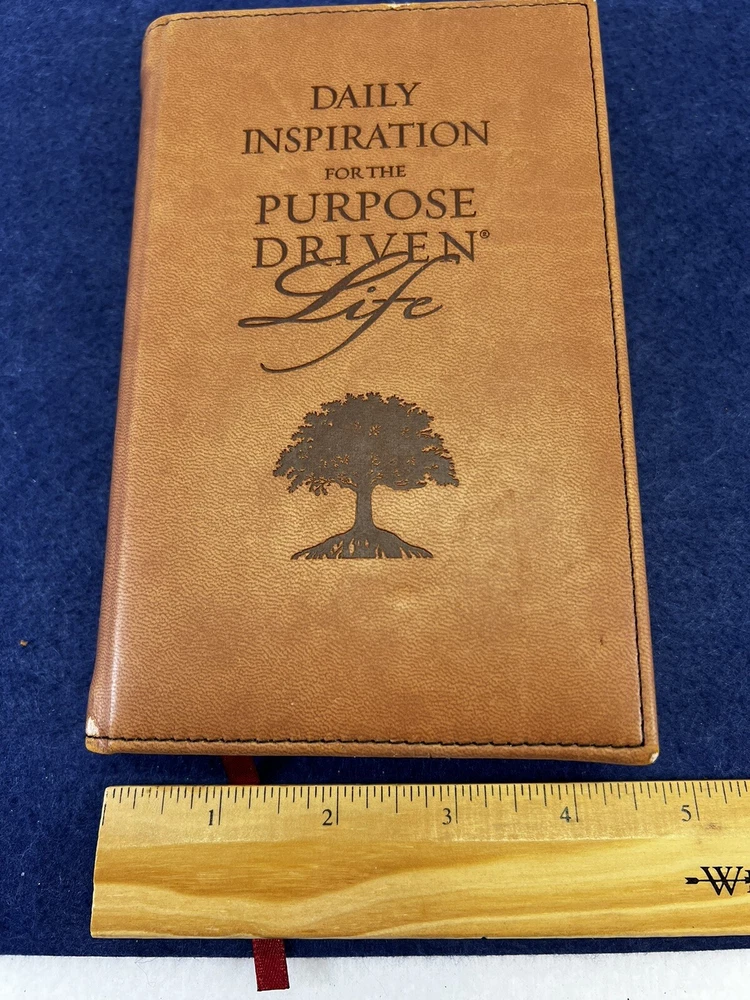 DAILY
INSPIRATION
FOR THE
PURPOSE
DRIVEN®
Life
1 2 3 4 5